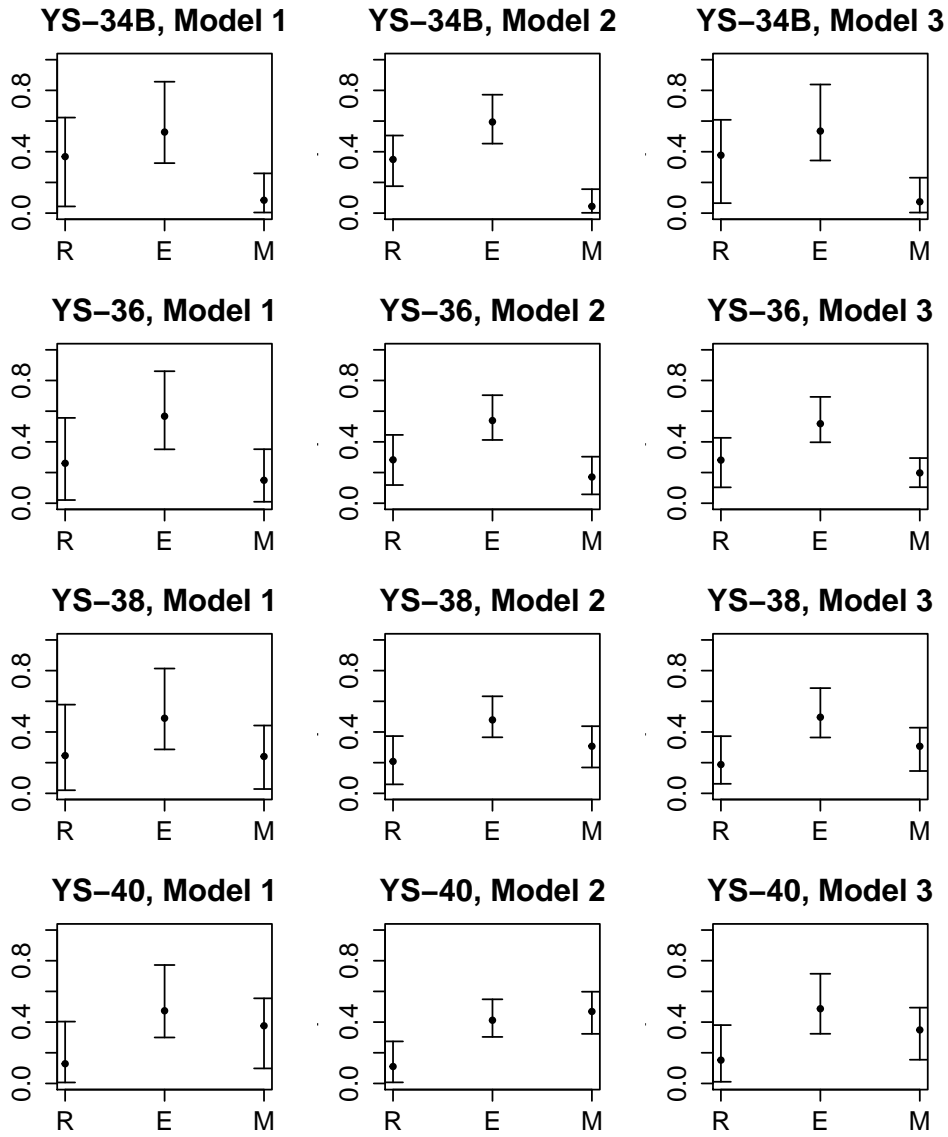 YS−34B, Model 1
0.0
0.4
0.8
R E M
YS−34B, Model 2
0.0
0.4
0.8
R E M
YS−34B, Model 3
0.0
0.4
0.8
R E M
YS−36, Model 1
0.0
0.4
0.8
R E M
YS−36, Model 2
0.0
0.4
0.8
R E M
YS−36, Model 3
0.0
0.4
0.8
R E M
YS−38, Model 1
0.0
0.4
0.8
R E M
YS−38, Model 2
0.0
0.4
0.8
R E M
YS−38, Model 3
0.0
0.4
0.8
R E M
YS−40, Model 1
0.0
0.4
0.8
R E M
YS−40, Model 2
0.0
0.4
0.8
R E M
YS−40, Model 3
0.0
0.4
0.8
R E M